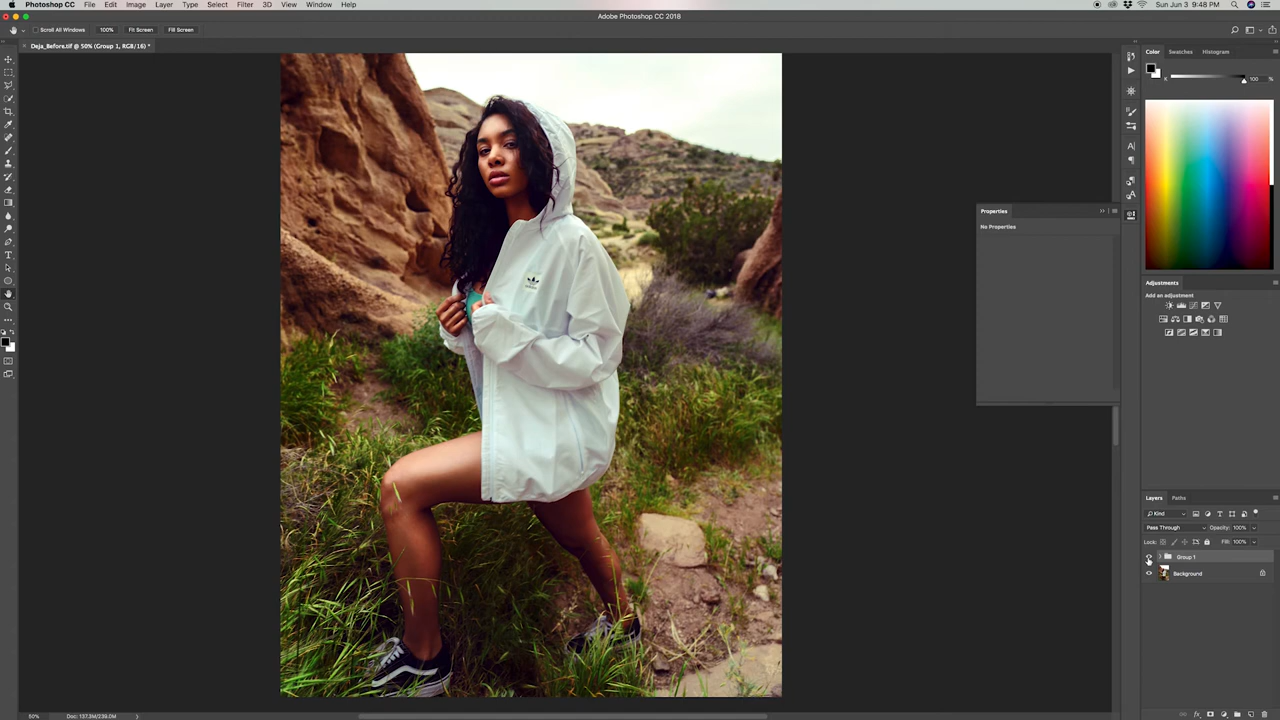 Photoshop CC File Edit Image Layer Type Select Filter 3D View Window Help
Sun Jun 3 9:48 PM
Adobe Photoshop CC 2018
Scroll All Windows 100% Fit Screen Fill Screen
Deja_Before.tif @ 50% (Group 1, RGB/16) *
Color Swatches Histogram
K 100 %
Properties
No Properties
Adjustments
Add an adjustment
Layers Paths
Kind
Pass Through Opacity: 100%
Lock: Fill: 100%
Group 1
Background
50% Doc: 137.3M/239.0M